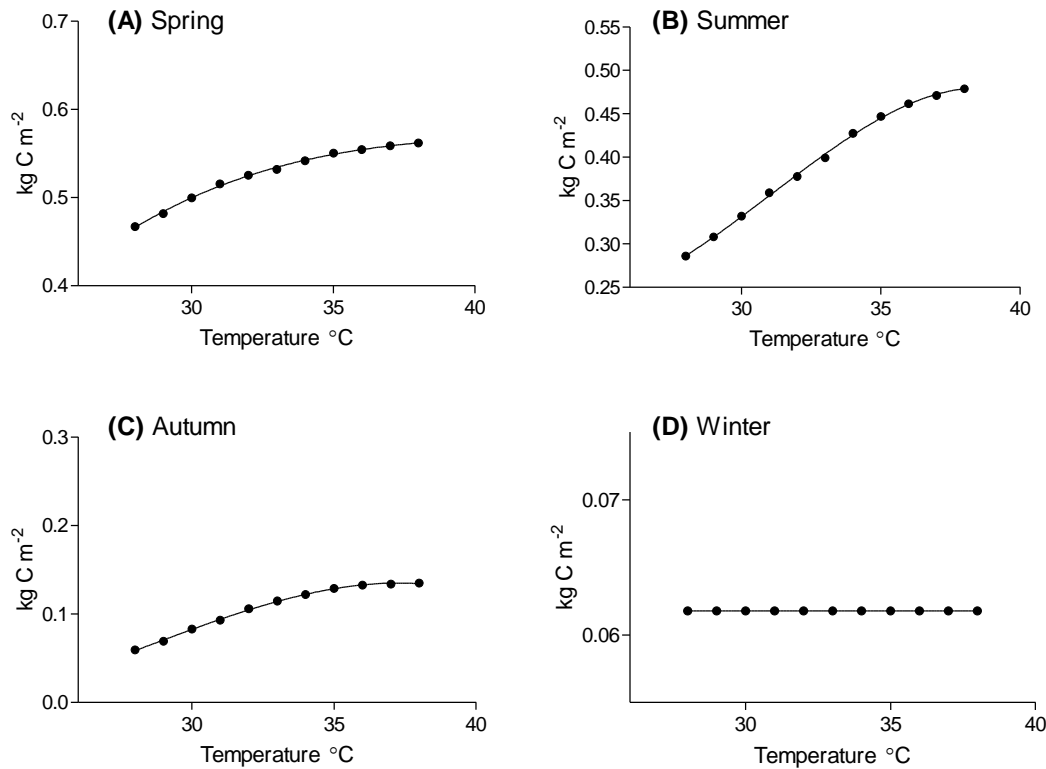 (A) Spring
0.7
0.6
0.5
0.4
kg C m-2
30
35
40
Temperature °C
(B) Summer
0.55
0.50
0.45
0.40
0.35
0.30
0.25
kg C m-2
30
35
40
Temperature °C
(C) Autumn
0.3
0.2
0.1
0.0
kg C m-2
30
35
40
Temperature °C
(D) Winter
0.07
0.06
kg C m-2
30
35
40
Temperature °C